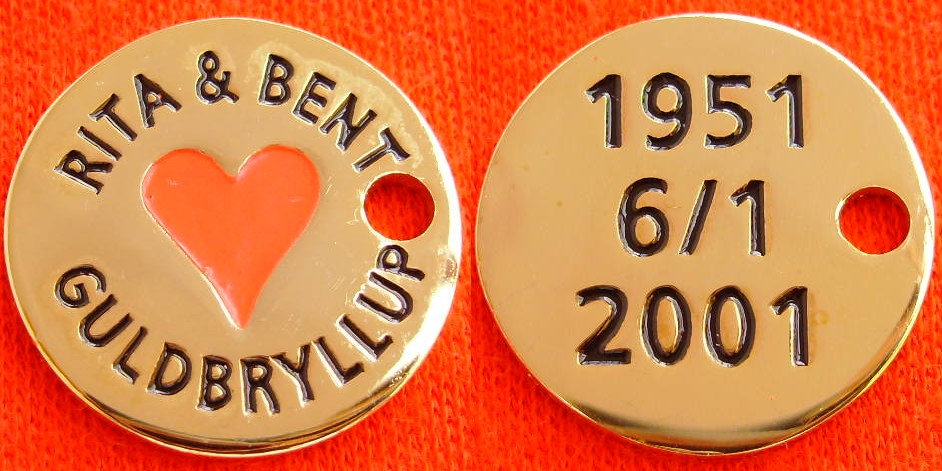 RITA & BENT
GULDBRYLLUP
1951
6/1
2001